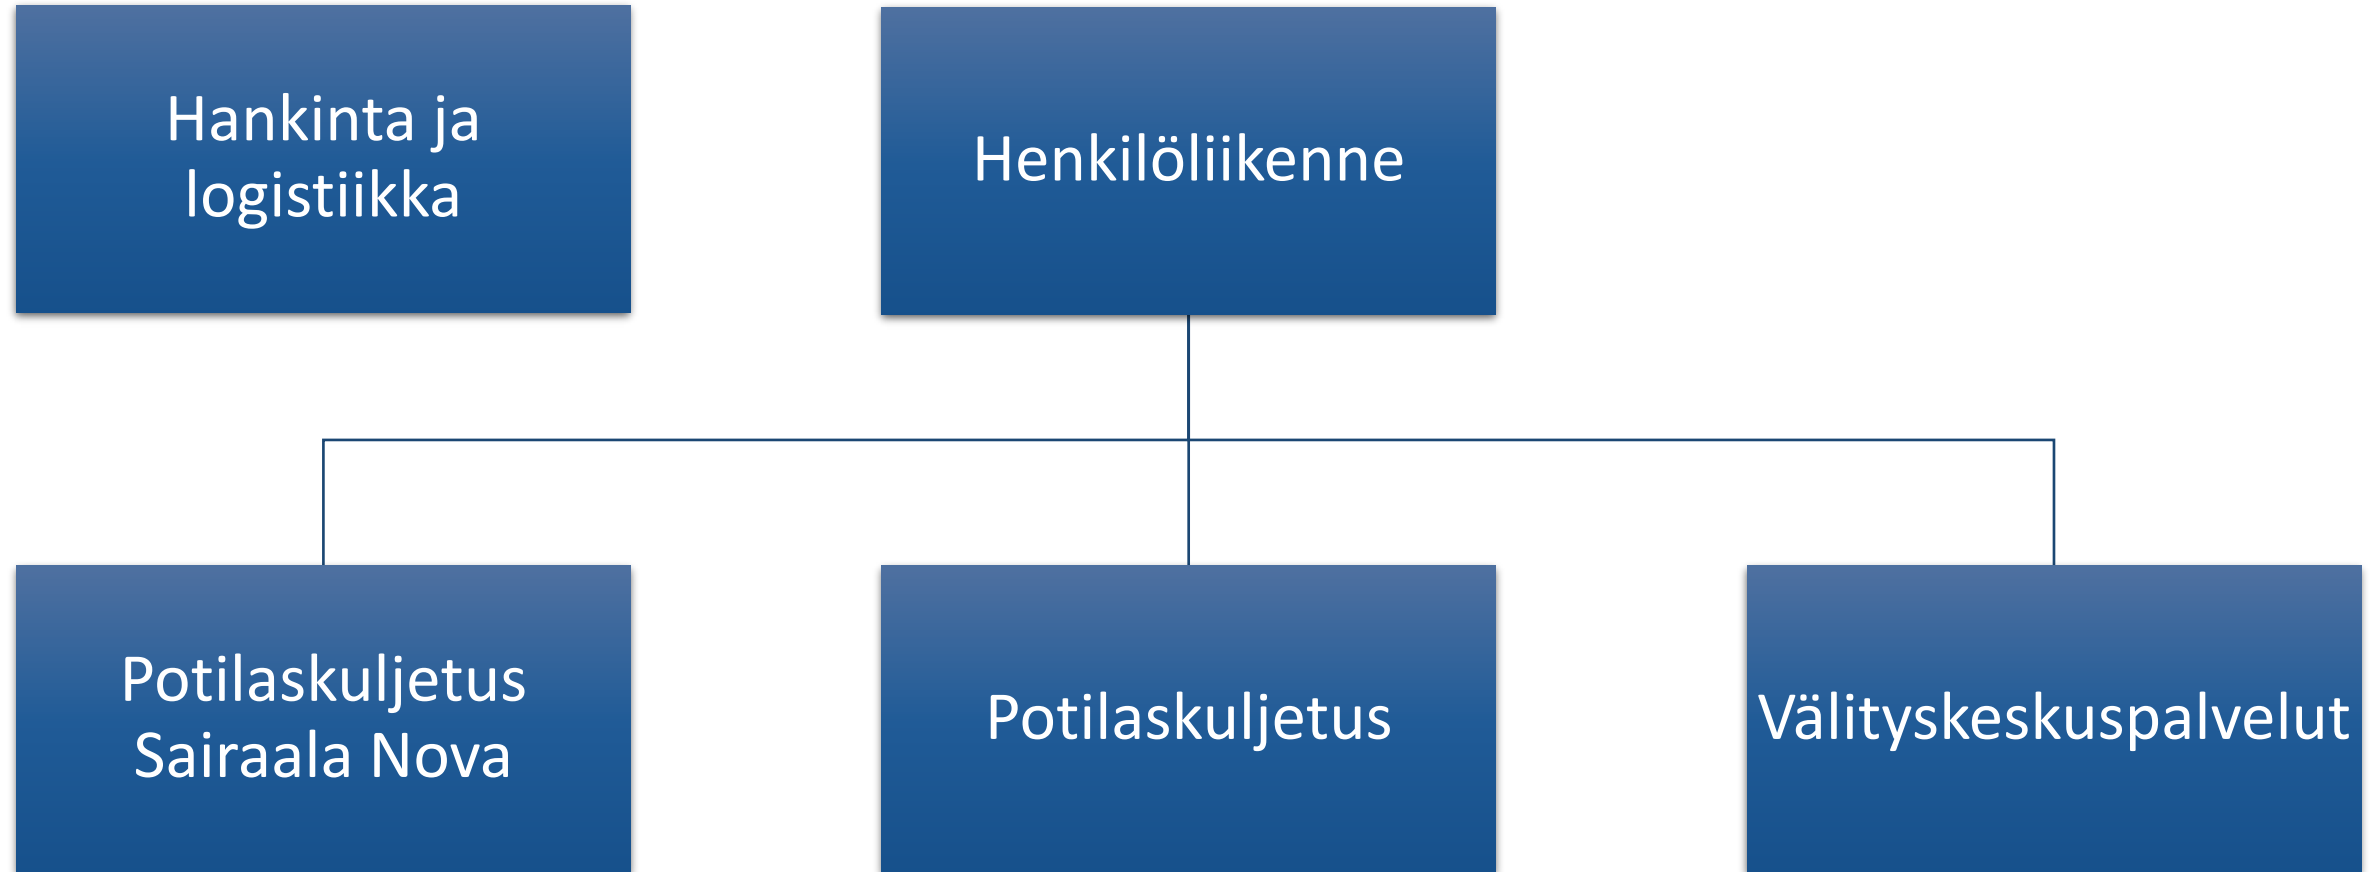 Hankinta ja
logistiikka
Henkilöliikenne
Potilaskuljetus
Sairaala Nova
Potilaskuljetus
Välityskeskuspalvelut